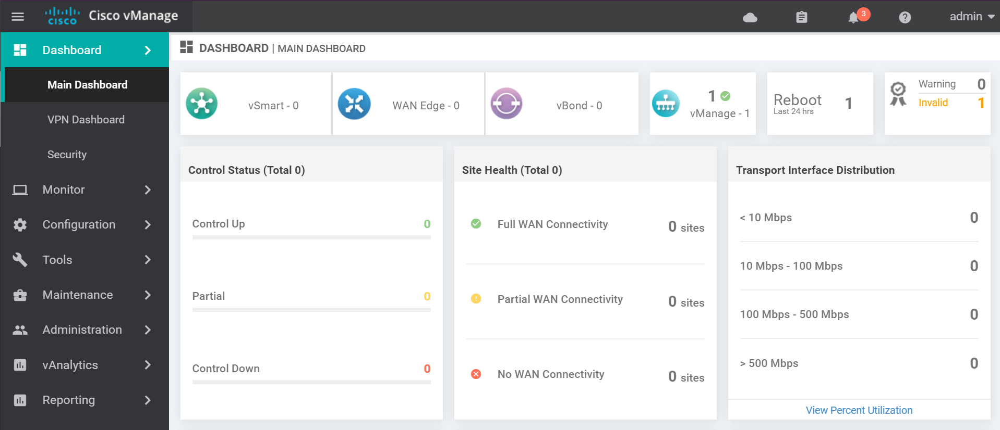 CISCO
Cisco vManage
3
admin
Dashboard
Main Dashboard
VPN Dashboard
Security
Monitor
Configuration
Tools
Maintenance
Administration
vAnalytics
Reporting
DASHBOARD | MAIN DASHBOARD
vSmart - 0
WAN Edge - 0
vBond - 0
1
vManage - 1
Reboot
Last 24 hrs
1
Warning 0
Invalid 1
Control Status (Total 0)
Control Up 0
Partial 0
Control Down 0
Site Health (Total 0)
Full WAN Connectivity 0 sites
Partial WAN Connectivity 0 sites
No WAN Connectivity 0 sites
Transport Interface Distribution
< 10 Mbps 0
10 Mbps - 100 Mbps 0
100 Mbps - 500 Mbps 0
> 500 Mbps 0
View Percent Utilization